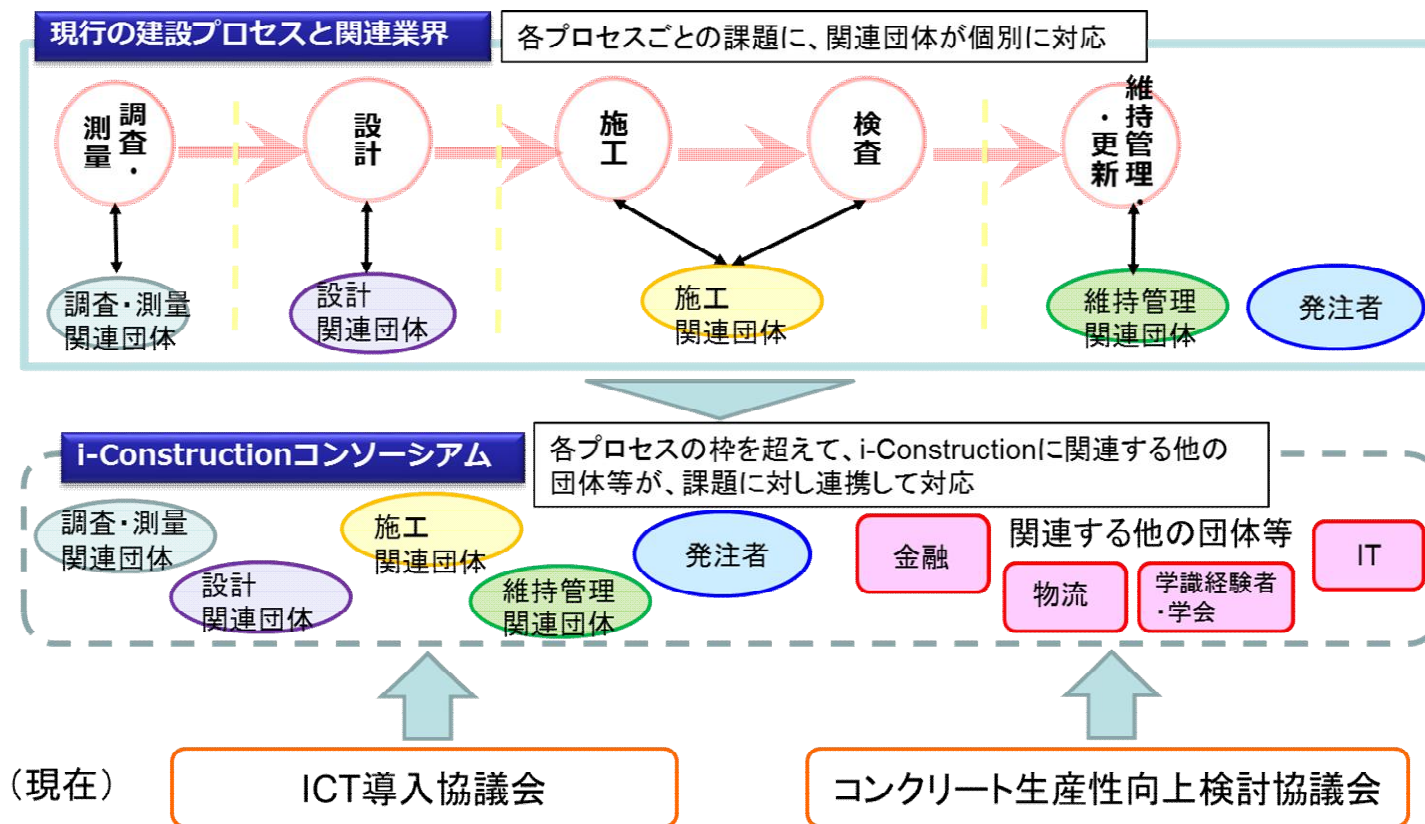 現行の建設プロセスと関連業界
各プロセスごとの課題に、関連団体が個別に対応
調査・
測量
設計
施工
検査
維持管理・
・更新
調査・測量
関連団体
設計
関連団体
施工
関連団体
維持管理
関連団体
発注者
i-Constructionコンソーシアム
各プロセスの枠を超えて、i-Constructionに関連する他の
団体等が、課題に対し連携して対応
調査・測量
関連団体
設計
関連団体
施工
関連団体
維持管理
関連団体
発注者
関連する他の団体等
金融
物流
学識経験者
・学会
IT
（現在）
ICT導入協議会
コンクリート生産性向上検討協議会